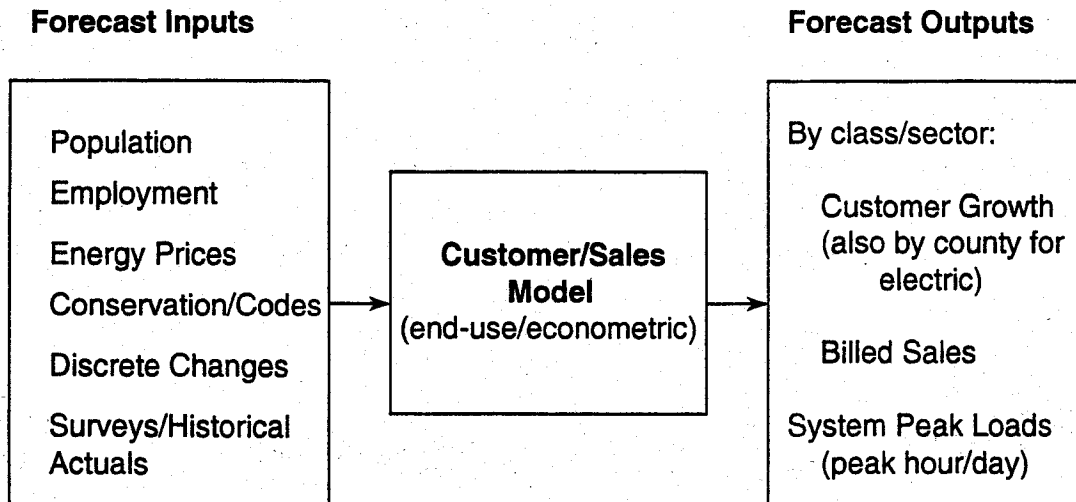 Forecast Inputs
Population
Employment
Energy Prices
Conservation/Codes
Discrete Changes
Surveys/Historical
Actuals
Customer/Sales
Model
(end-use/econometric)
Forecast Outputs
By class/sector:
Customer Growth
(also by county for
electric)
Billed Sales
System Peak Loads
(peak hour/day)